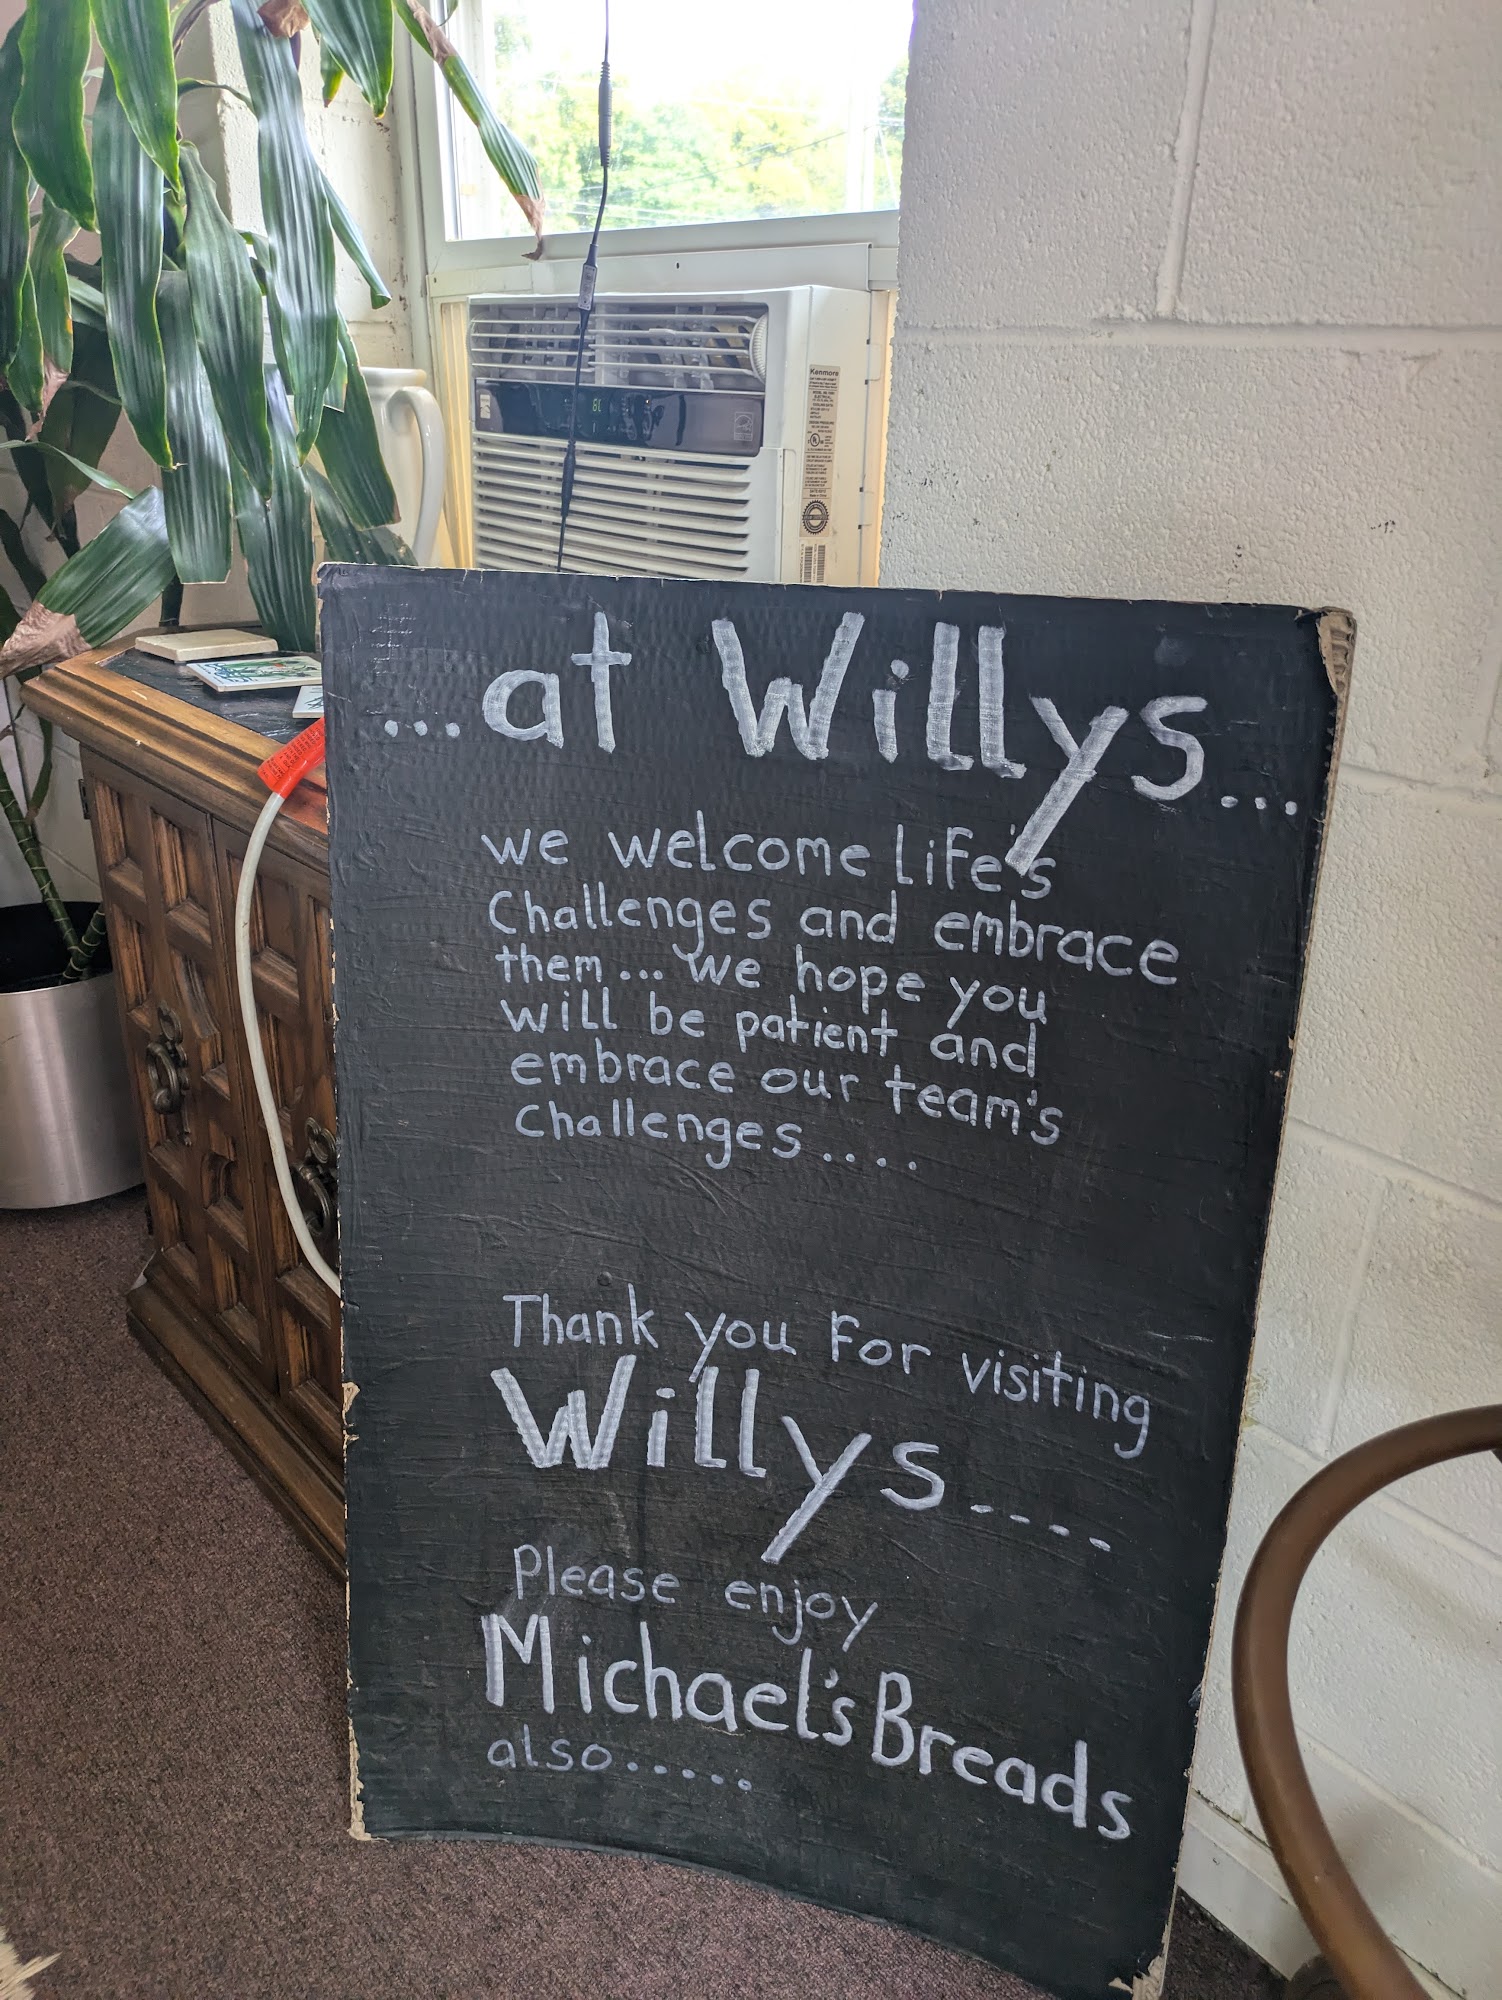 Kenmore
...at Willys...
we welcome life's
Challenges and embrace
them... We hope you
will be patient and
embrace our team's
challenges....
Thank you For visiting
Willys....
Please enjoy
Michael's Breads
also.....